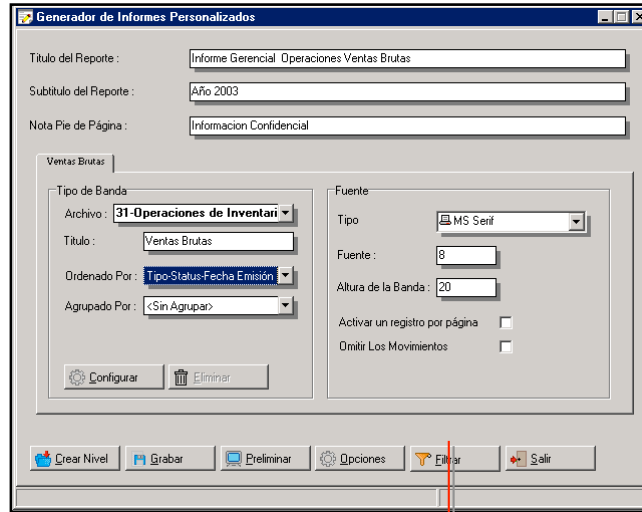 Generador de Informes Personalizados
Titulo del Reporte : Informe Gerencial Operaciones Ventas Brutas
Subtitulo del Reporte : Año 2003
Nota Pie de Página : Informacion Confidencial
Ventas Brutas
Tipo de Banda
Archivo : 31-Operaciones de Inventari
Titulo : Ventas Brutas
Ordenado Por : Tipo-Status-Fecha Emisión
Agrupado Por : <Sin Agrupar>
Configurar Eliminar
Fuente
Tipo MS Serif
Fuente : 8
Altura de la Banda : 20
Activar un registro por página
Omitir Los Movimientos
Crear Nivel Grabar Preliminar Opciones Filtrar Salir